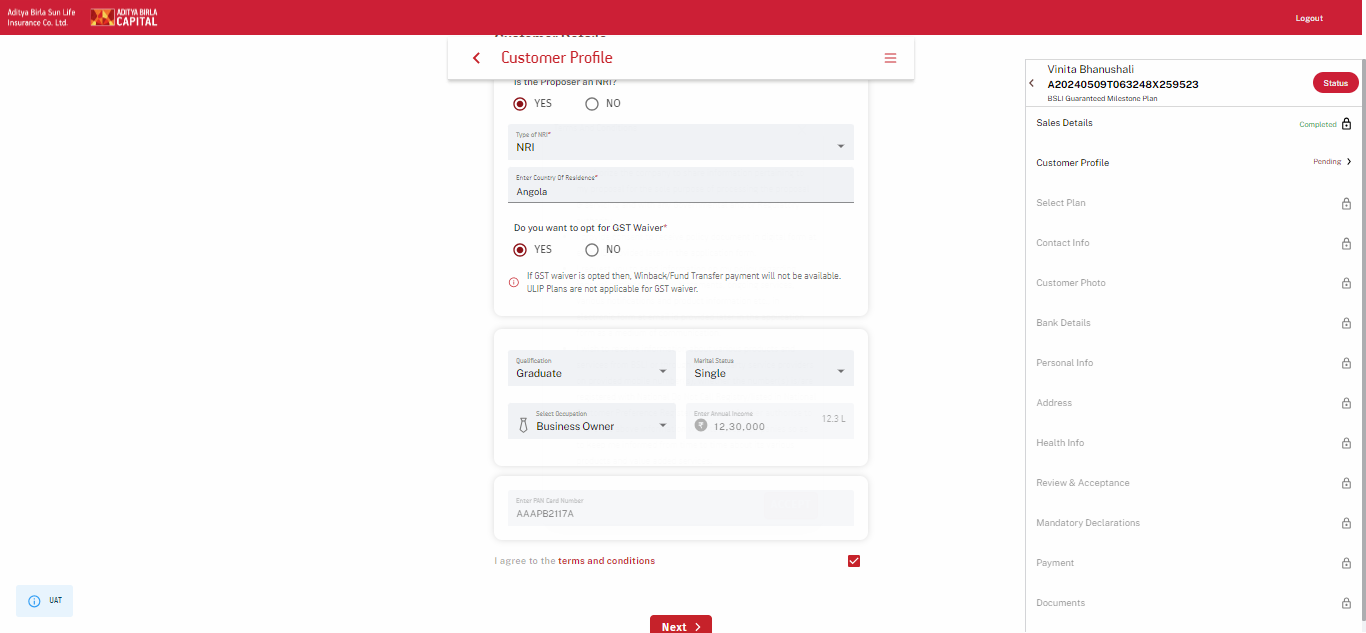 Aditya Birla Sun Life
Insurance Co. Ltd.
ADITYA BIRLA
CAPITAL
Logout
Customer Details
Customer Profile
Is the Proposer an NRI?
YES
NO
Type of NRI*
NRI
Enter Country Of Residence*
Angola
Do you want to opt for GST Waiver*
YES
NO
If GST waiver is opted then, Winback/Fund Transfer payment will not be available.
ULIP Plans are not applicable for GST waiver.
Qualification
Graduate
Marital Status
Single
Select Occupation
Business Owner
Enter Annual Income
₹ 12,30,000
12.3 L
Enter PAN Card Number
AAAPB2117A
I agree to the terms and conditions
Next
UAT
Vinita Bhanushali
A20240509T063248X259523
BSLI Guaranteed Milestone Plan
Status
Sales Details
Completed
Customer Profile
Pending
Select Plan
Contact Info
Customer Photo
Bank Details
Personal Info
Address
Health Info
Review & Acceptance
Mandatory Declarations
Payment
Documents